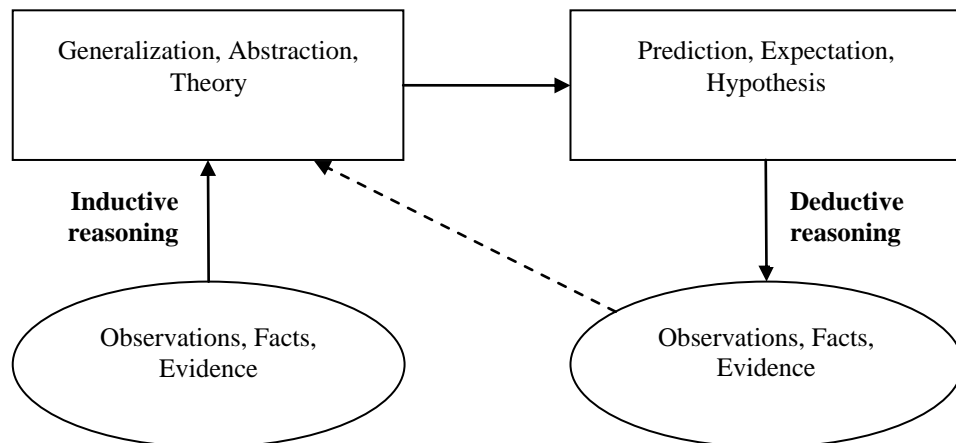 Generalization, Abstraction,
Theory
Prediction, Expectation,
Hypothesis
Inductive
reasoning
Deductive
reasoning
Observations, Facts,
Evidence
Observations, Facts,
Evidence